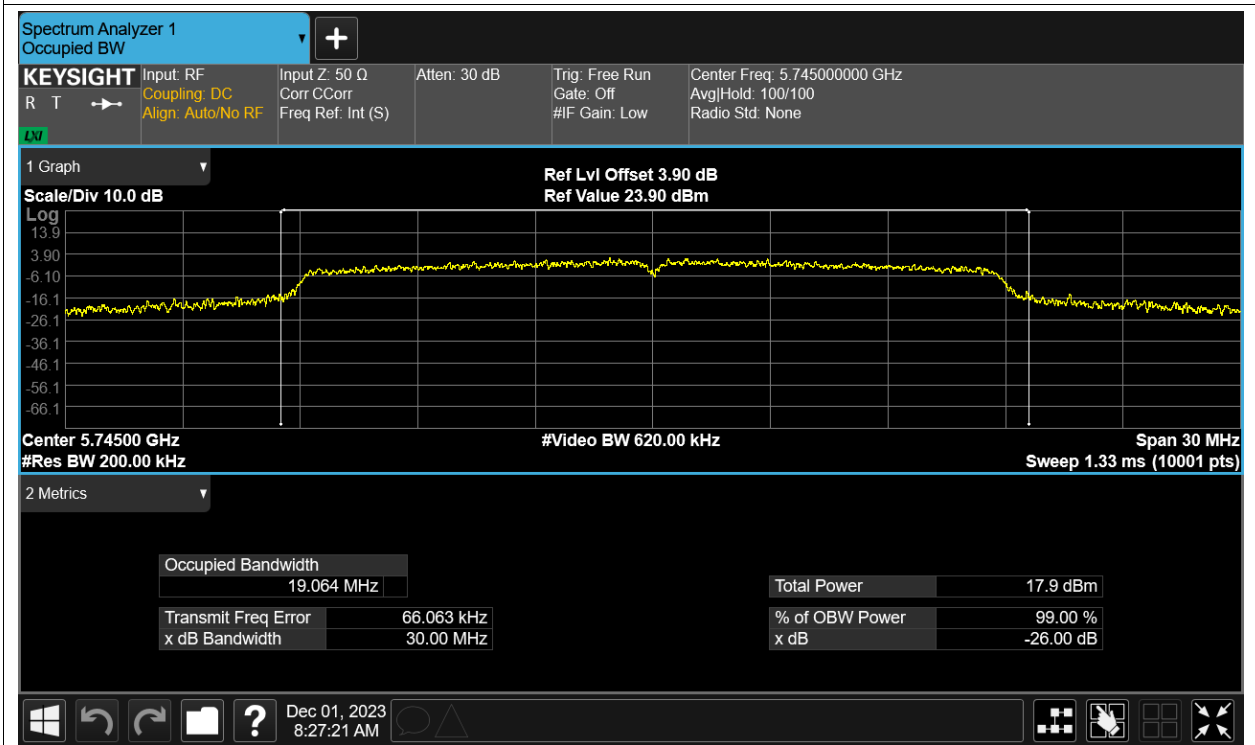 Spectrum Analyzer 1
Occupied BW
KEYSIGHT
R T
LXI
Input: RF
Coupling: DC
Align: Auto/No RF
Input Z: 50 Ω
Corr CCorr
Freq Ref: Int (S)
Atten: 30 dB
Trig: Free Run
Gate: Off
#IF Gain: Low
Center Freq: 5.745000000 GHz
Avg|Hold: 100/100
Radio Std: None
1 Graph
Scale/Div 10.0 dB
Ref Lvl Offset 3.90 dB
Ref Value 23.90 dBm
Log
13.9
3.90
-6.10
-16.1
-26.1
-36.1
-46.1
-56.1
-66.1
Center 5.74500 GHz
#Video BW 620.00 kHz
Span 30 MHz
#Res BW 200.00 kHz
Sweep 1.33 ms (10001 pts)
2 Metrics
Occupied Bandwidth
19.064 MHz
Total Power 17.9 dBm
Transmit Freq Error 66.063 kHz
% of OBW Power 99.00 %
x dB Bandwidth 30.00 MHz
x dB -26.00 dB
?
Dec 01, 2023
8:27:21 AM